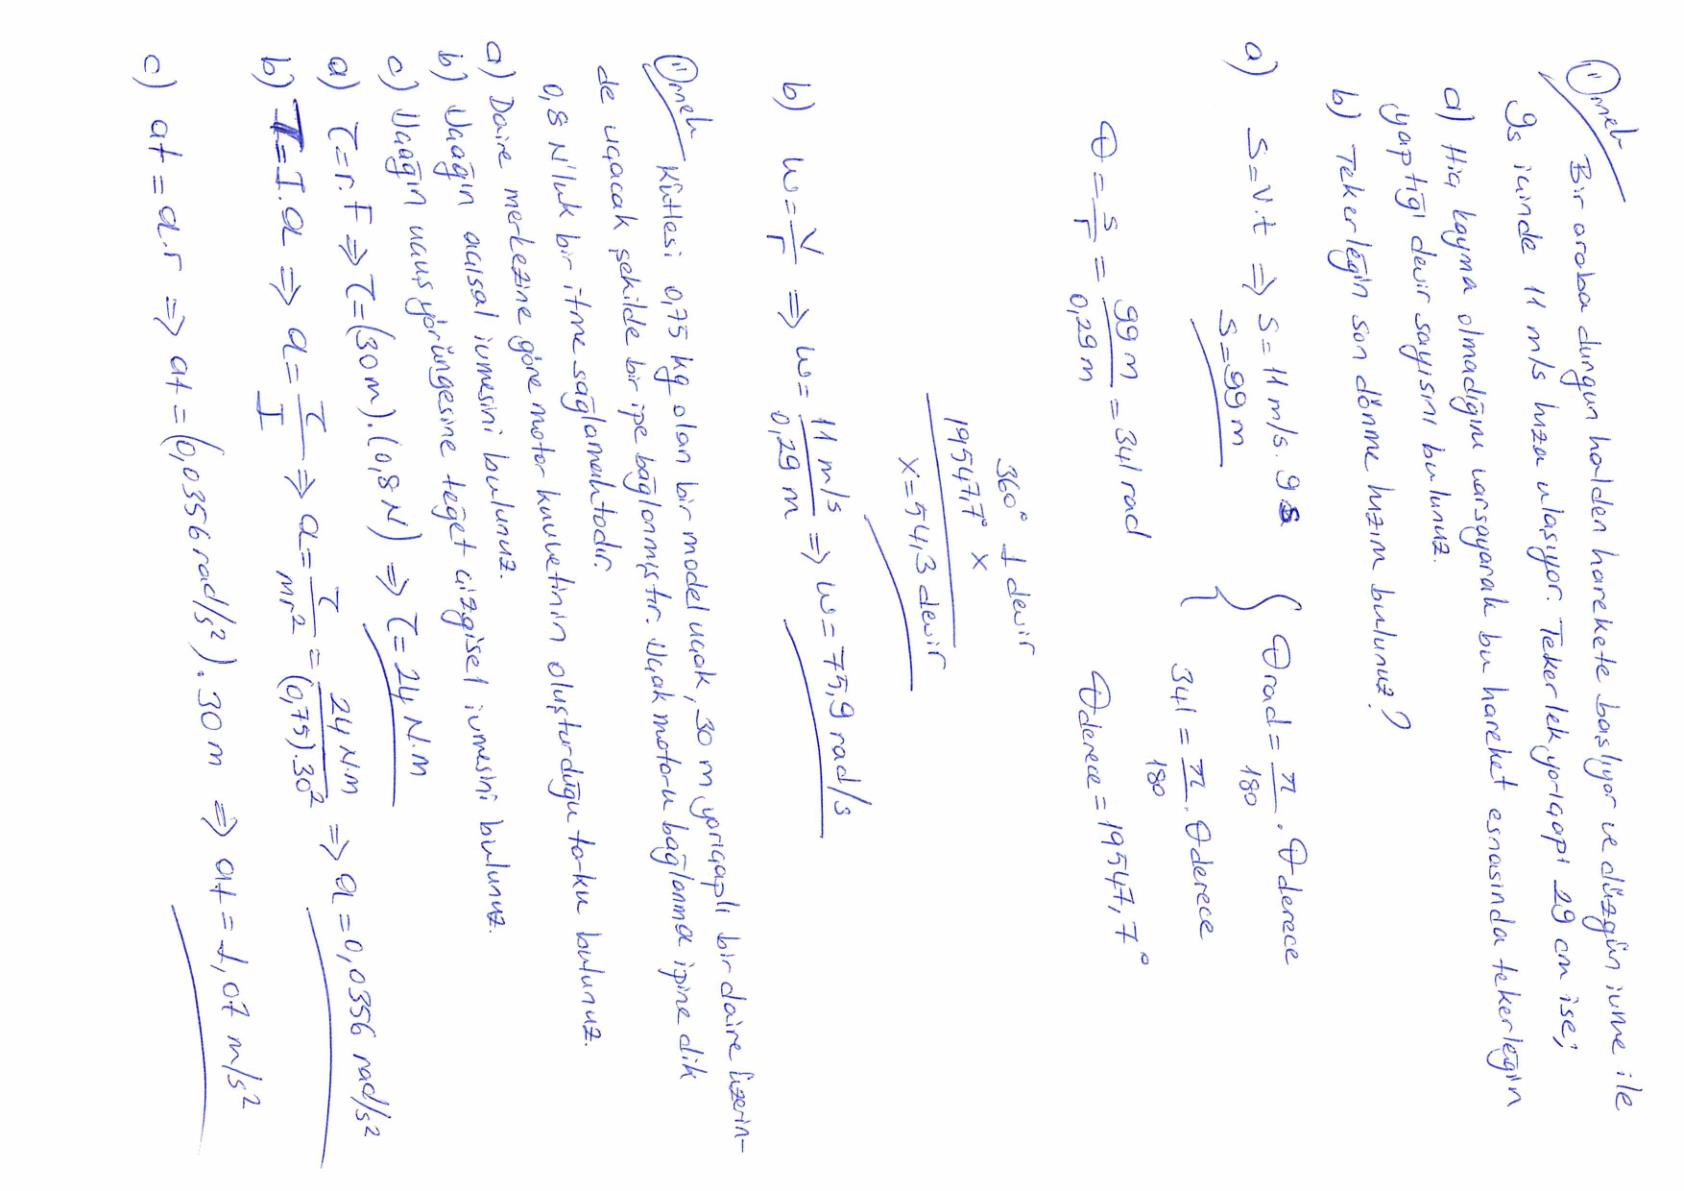 Örnek Bir araba durgun halden harekete başlıyor ve düzgün ivme ile
9s içinde 11 m/s hıza ulaşıyor. Tekerlek yarıçapı 29 cm ise;
a) Hiç kayma olmadığını varsayarak bu hareket esnasında tekerleğin
yaptığı devir sayısını bulunuz.
b) Tekerleğin son dönme hızını bulunuz?
a) S=V.t ⇒ S=11 m/s. 9s
S=99m
θ = S/r = 99m/0,29m = 341 rad
θrad = π/180 . θderece
341 = π/180 . θderece
θderece = 19547,7°
360° 1 devir
19547,7° x
x=54,3 devir
b) w = V/r ⇒ w = 11 m/s/0,29 m ⇒ w = 75,9 rad/s
Örnek Kütlesi 0,75 kg olan bir model uçak, 30 m yarıçaplı bir daire üzerin-
de uçacak şekilde bir ipe bağlanmıştır. Uçak motoru bağlanma ipine dik
0,8 N'luk bir itme sağlamaktadır.
a) Daire merkezine göre motor kuvvetinin oluşturduğu torku bulunuz.
b) Uçağın açısal ivmesini bulunuz.
c) Uçağın uçuş yörüngesine teğet çizgisel ivmesini bulunuz.
a) τ=r.F ⇒ τ=(30m).(0,8N) ⇒ τ=24 N.m
b) τ=I.a ⇒ a = τ/I ⇒ a = τ/mr² = 24 N.m/(0,75).30² ⇒ a = 0,0356 rad/s²
c) at = a.r ⇒ at = (0,0356 rad/s²).30m ⇒ at = 1,07 m/s²